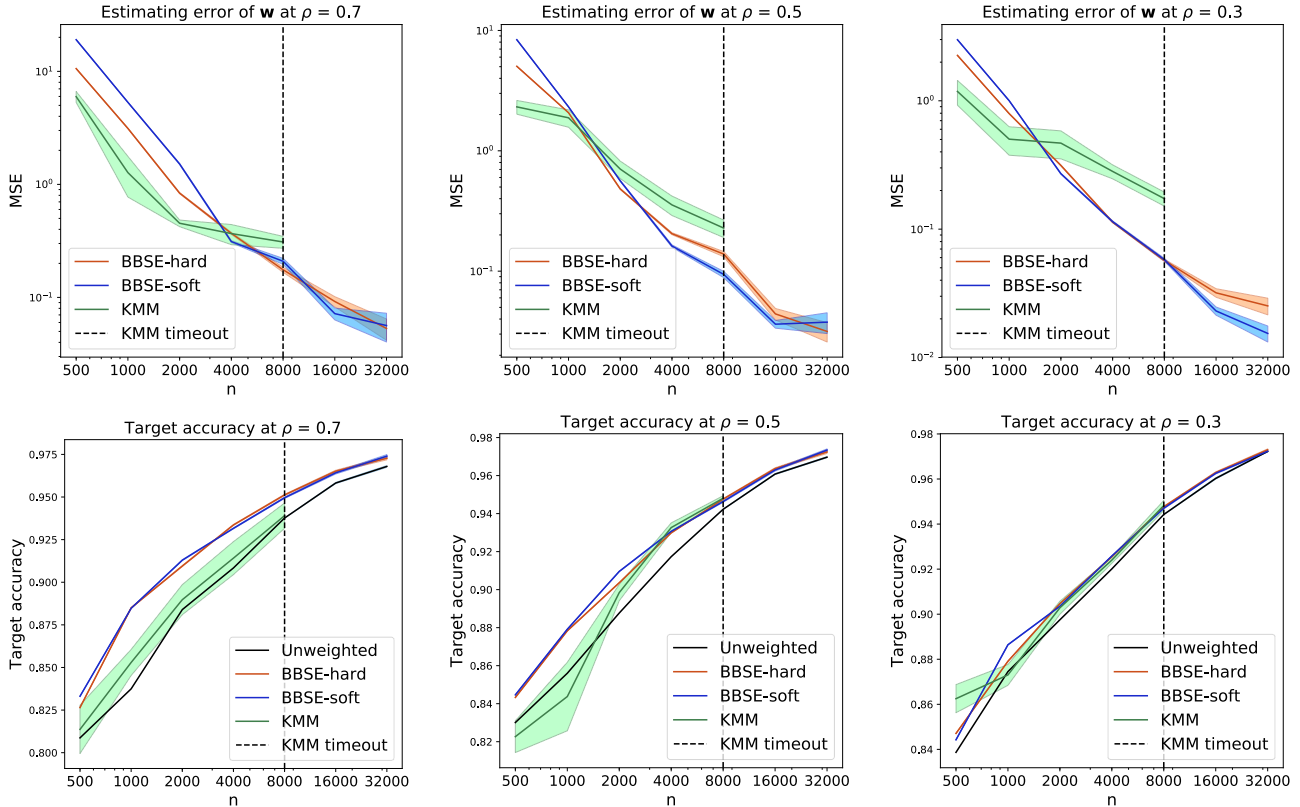 Estimating error of w at ρ = 0.7
MSE
10¹
10⁰
10⁻¹
BBSE-hard
BBSE-soft
KMM
KMM timeout
500 1000 2000 4000 8000 16000 32000
n
Estimating error of w at ρ = 0.5
MSE
10¹
10⁰
10⁻¹
BBSE-hard
BBSE-soft
KMM
KMM timeout
500 1000 2000 4000 8000 16000 32000
n
Estimating error of w at ρ = 0.3
MSE
10⁰
10⁻¹
10⁻²
BBSE-hard
BBSE-soft
KMM
KMM timeout
500 1000 2000 4000 8000 16000 32000
n
Target accuracy at ρ = 0.7
Target accuracy
0.975
0.950
0.925
0.900
0.875
0.850
0.825
0.800
Unweighted
BBSE-hard
BBSE-soft
KMM
KMM timeout
500 1000 2000 4000 8000 16000 32000
n
Target accuracy at ρ = 0.5
Target accuracy
0.98
0.96
0.94
0.92
0.90
0.88
0.86
0.84
0.82
Unweighted
BBSE-hard
BBSE-soft
KMM
KMM timeout
500 1000 2000 4000 8000 16000 32000
n
Target accuracy at ρ = 0.3
Target accuracy
0.98
0.96
0.94
0.92
0.90
0.88
0.86
0.84
Unweighted
BBSE-hard
BBSE-soft
KMM
KMM timeout
500 1000 2000 4000 8000 16000 32000
n